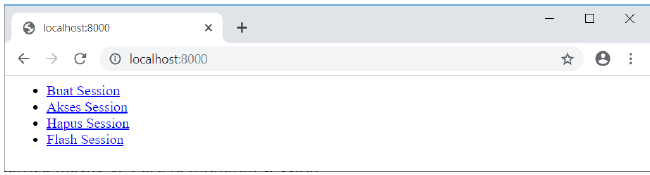 localhost:8000
localhost:8000
Buat Session
Akses Session
Hapus Session
Flash Session